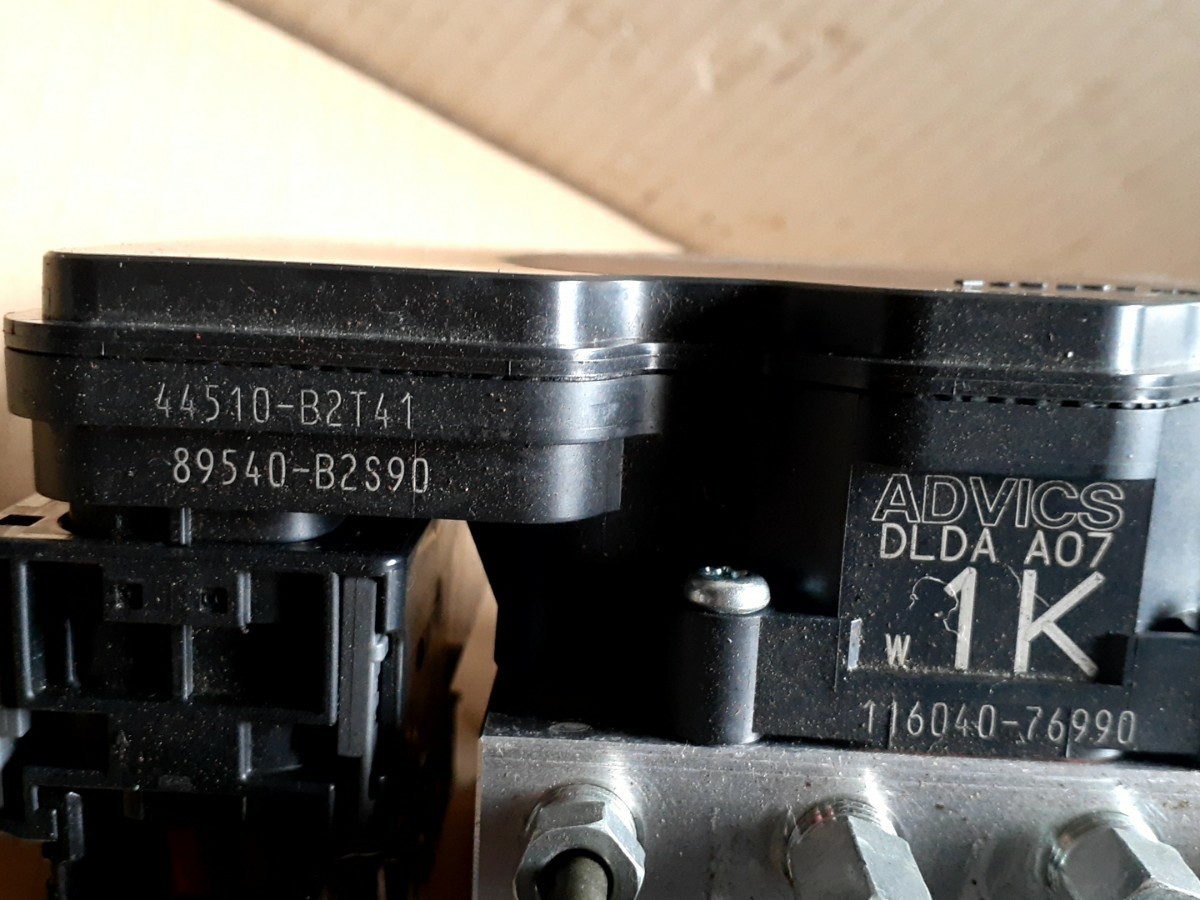 44510-B2T41
89540-B2S90
ADVICS
DLDA A07
W 1K
116040-76990